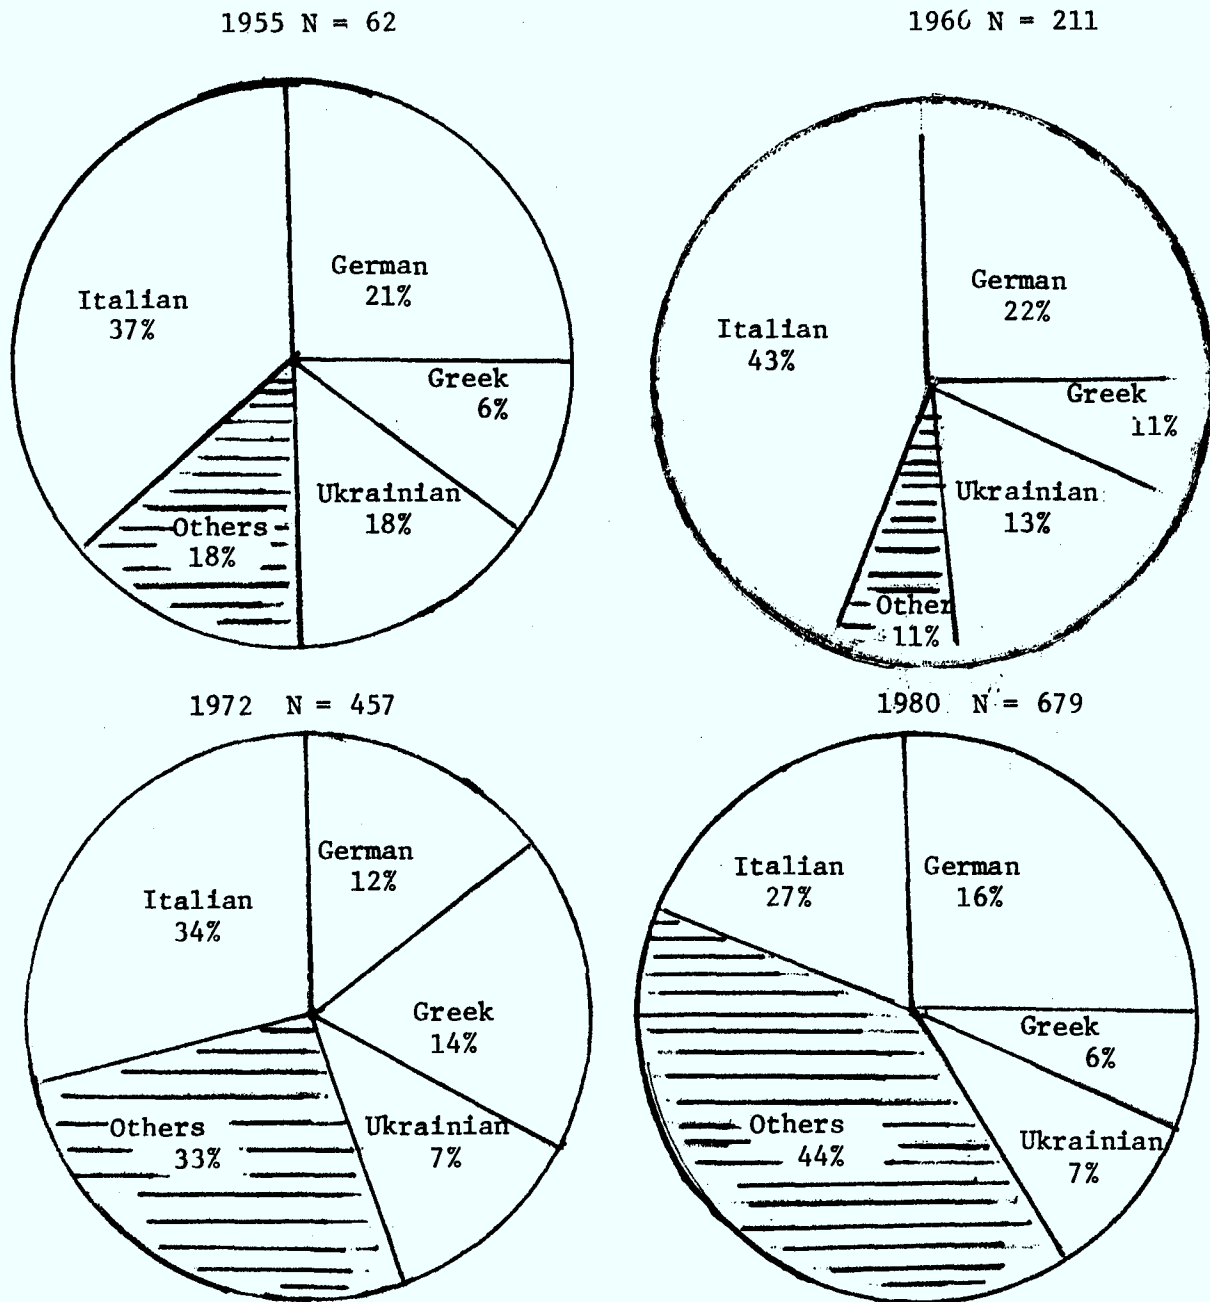 1955 N = 62
Italian
37%
German
21%
Greek
6%
Ukrainian
18%
Others
18%
1966 N = 211
Italian
43%
German
22%
Greek
11%
Ukrainian
13%
Other
11%
1972 N = 457
Italian
34%
German
12%
Greek
14%
Ukrainian
7%
Others
33%
1980 N = 679
Italian
27%
German
16%
Greek
6%
Ukrainian
7%
Others
44%